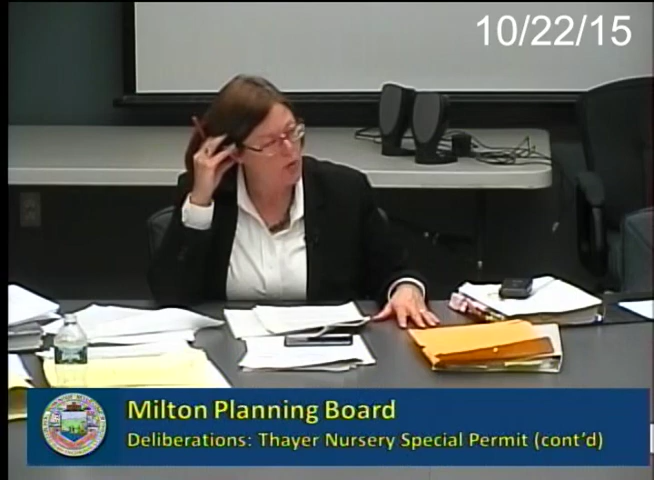 10/22/15
Milton Planning Board
Deliberations: Thayer Nursery Special Permit (cont'd)